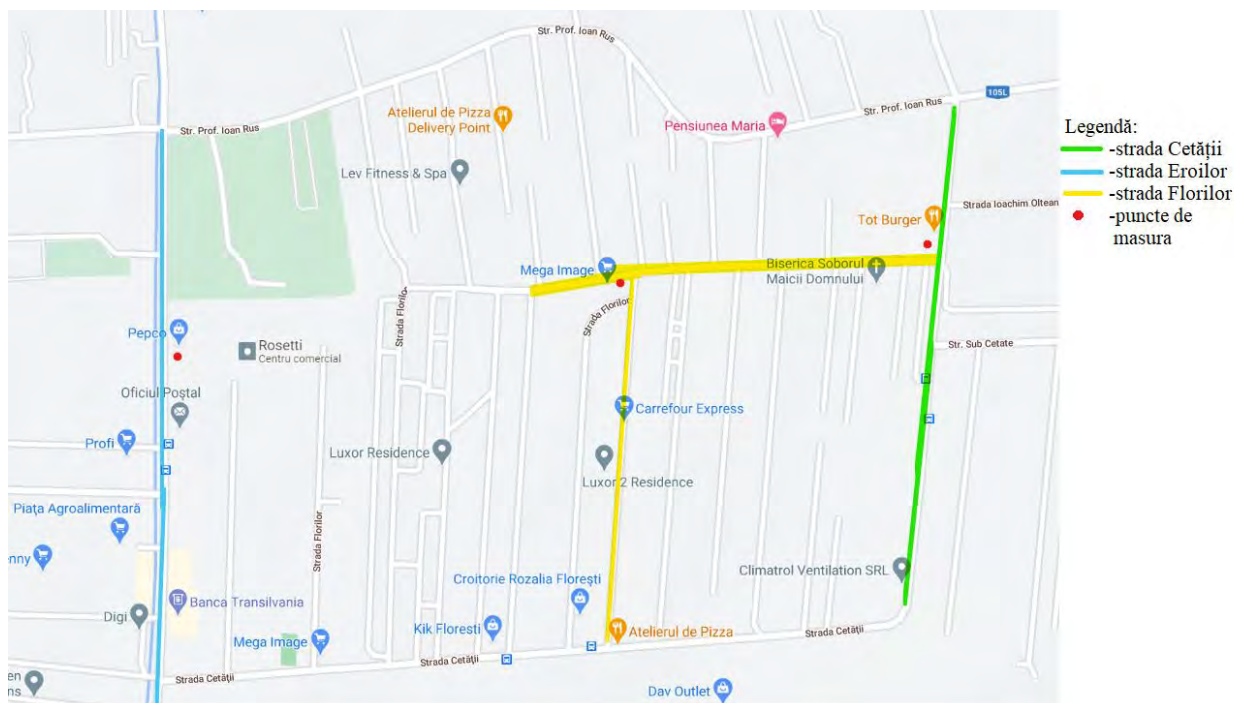 Str. Prof. Ioan Rus
105L
Str. Prof. Ioan Rus
Str. Prof. Ioan Rus
Atelierul de Pizza
Delivery Point
Pensiunea Maria
Lev Fitness & Spa
Strada Ioachim Oltean
Tot Burger
Mega Image
Biserica Soborul
Maicii Domnului
Strada Florilor
Strada Florilor
Pepco
Rosetti
Centru comercial
Str. Sub Cetate
Oficiul Poștal
Carrefour Express
Profi
Luxor Residence
Luxor 2 Residence
Piața Agroalimentară
Strada Florilor
enny
Climatrol Ventilation SRL
Croitorie Rozalia Florești
Banca Transilvania
Digi
Kik Floresti
Atelierul de Pizza
Strada Cetății
Mega Image
Strada Cetății
Strada Cetății
en
ns
Dav Outlet
Legendă:
-strada Cetății
-strada Eroilor
-strada Florilor
-puncte de
masura